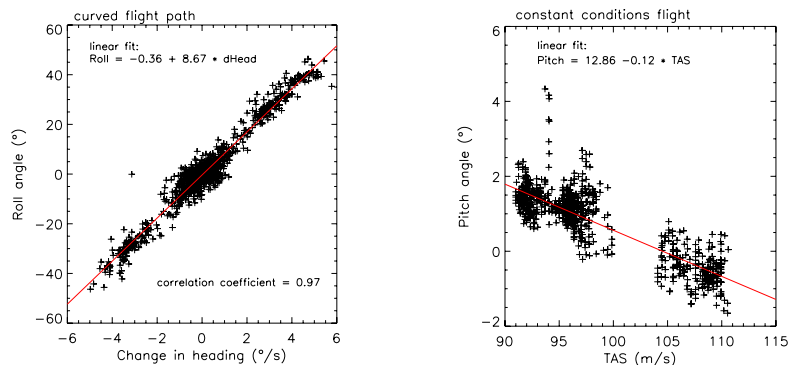 curved flight path
60
40
20
0
−20
−40
−60
−6 −4 −2 0 2 4 6
Roll angle (°)
Change in heading (°/s)
linear fit:
Roll = −0.36 + 8.67 * dHead
correlation coefficient = 0.97
constant conditions flight
6
4
2
0
−2
90 95 100 105 110 115
Pitch angle (°)
TAS (m/s)
linear fit:
Pitch = 12.86 −0.12 * TAS